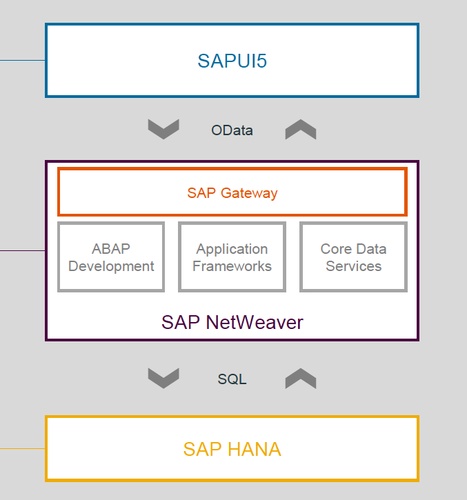 SAPUI5
OData
SAP Gateway
ABAP
Development
Application
Frameworks
Core Data
Services
SAP NetWeaver
SQL
SAP HANA